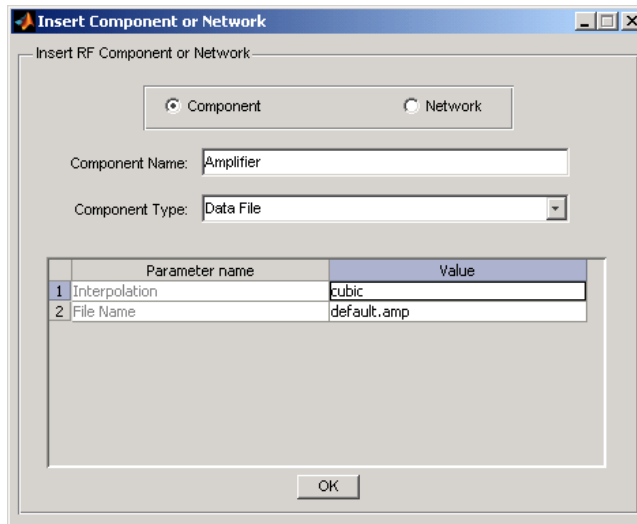 Insert Component or Network
Insert RF Component or Network
Component Network
Component Name: Amplifier
Component Type: Data File
Parameter name Value
1 Interpolation cubic
2 File Name default.amp
OK